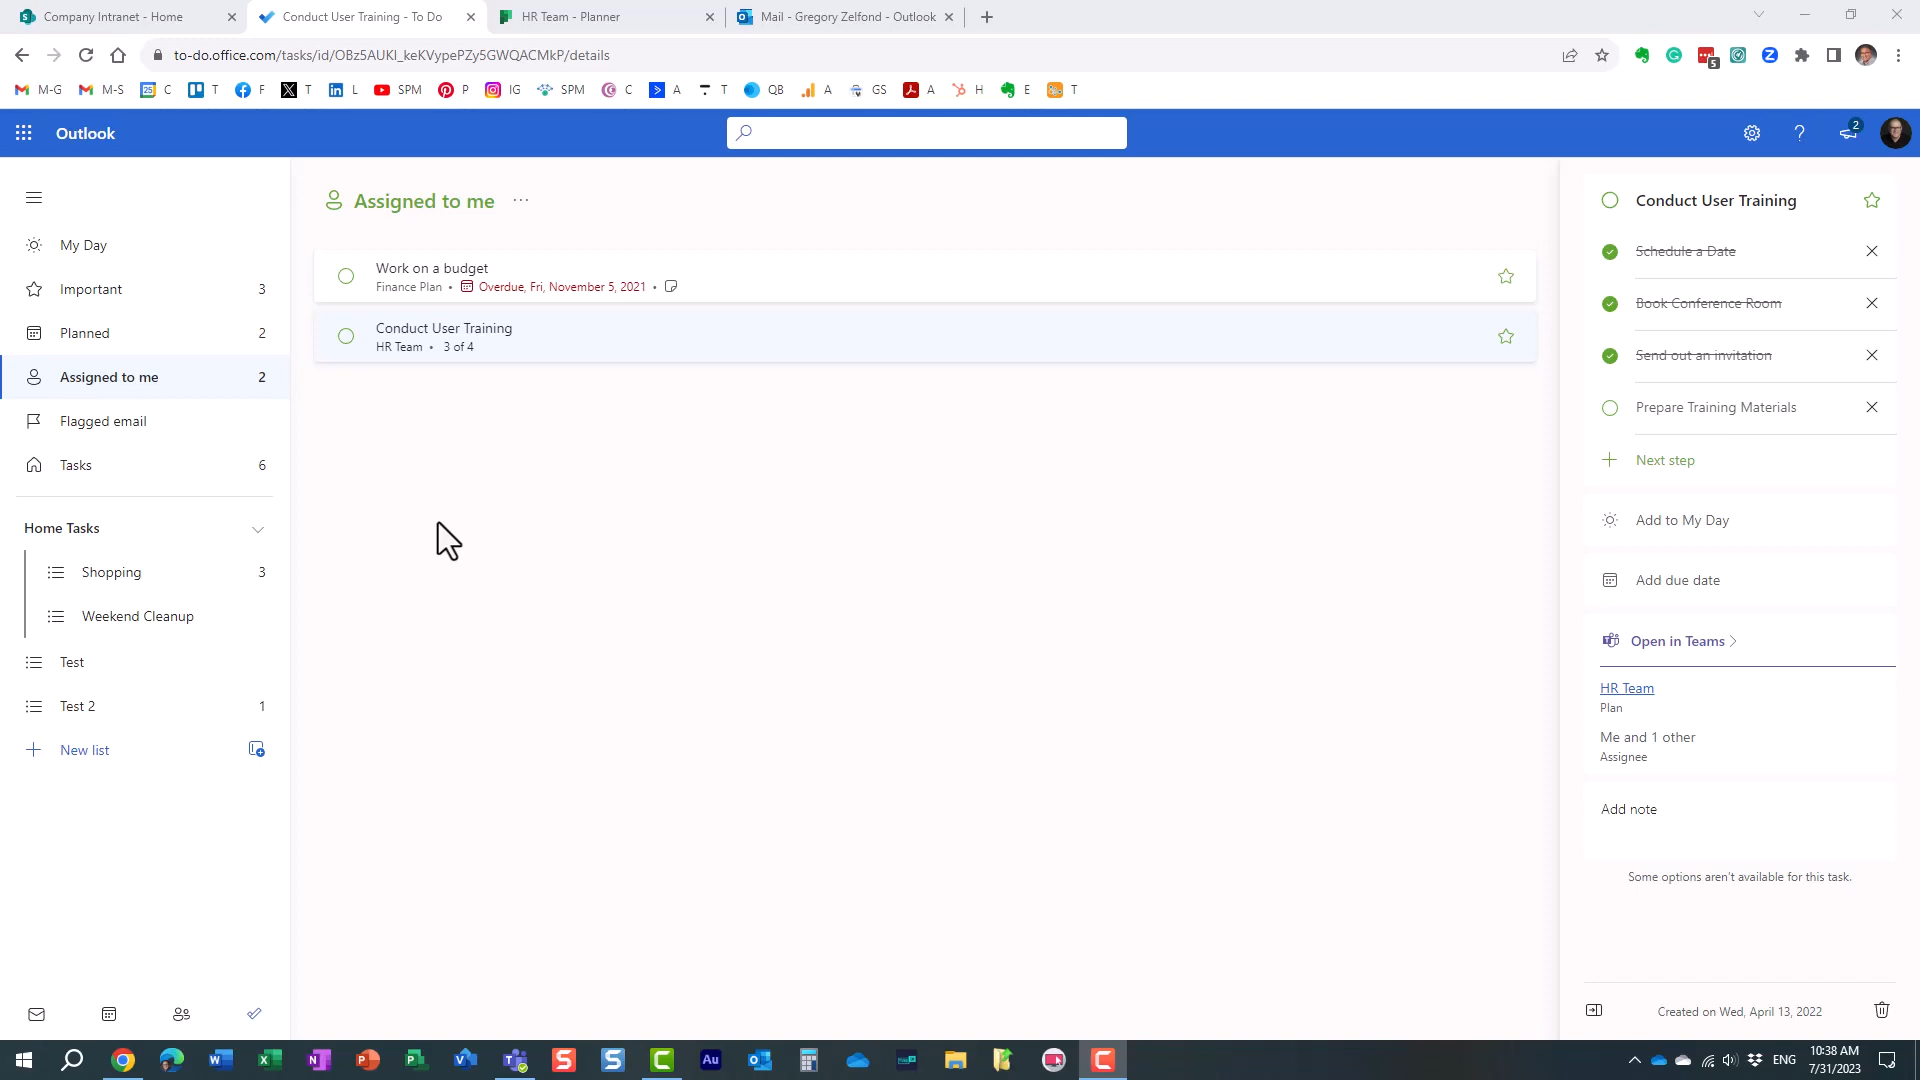 Company Intranet - Home
Conduct User Training - To Do
HR Team - Planner
Mail - Gregory Zelfond - Outlook
to-do.office.com/tasks/id/OBz5AUKI_keKVypePZy5GWQACMkP/details
5
M-G
M-S
25
C
T
F
T
L
SPM
P
IG
SPM
C
A
T
QB
A
GS
A
H
E
T
Outlook
2
My Day
Important 3
Planned 2
Assigned to me 2
Flagged email
Tasks 6
Home Tasks
Shopping 3
Weekend Cleanup
Test
Test 2 1
New list
Assigned to me ...
Work on a budget
Finance Plan • Overdue, Fri, November 5, 2021 •
Conduct User Training
HR Team • 3 of 4
Conduct User Training
Schedule a Date
Book Conference Room
Send out an invitation
Prepare Training Materials
Next step
Add to My Day
Add due date
Open in Teams
HR Team
Plan
Me and 1 other
Assignee
Add note
Some options aren't available for this task.
Created on Wed, April 13, 2022
ENG
10:38 AM
7/31/2023